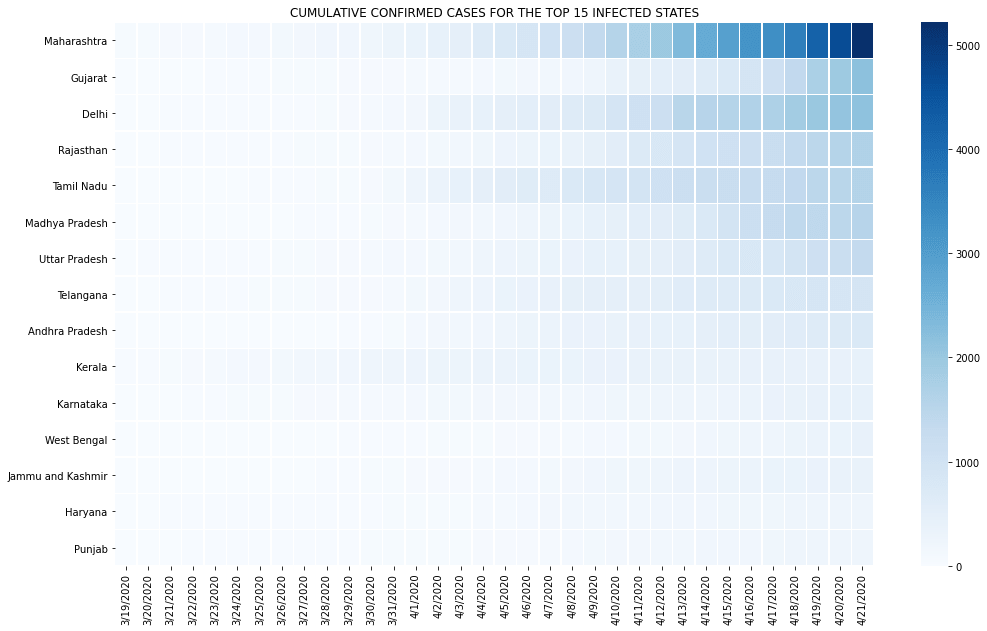 CUMULATIVE CONFIRMED CASES FOR THE TOP 15 INFECTED STATES
Maharashtra
Gujarat
Delhi
Rajasthan
Tamil Nadu
Madhya Pradesh
Uttar Pradesh
Telangana
Andhra Pradesh
Kerala
Karnataka
West Bengal
Jammu and Kashmir
Haryana
Punjab
3/19/2020
3/20/2020
3/21/2020
3/22/2020
3/23/2020
3/24/2020
3/25/2020
3/26/2020
3/27/2020
3/28/2020
3/29/2020
3/30/2020
3/31/2020
4/1/2020
4/2/2020
4/3/2020
4/4/2020
4/5/2020
4/6/2020
4/7/2020
4/8/2020
4/9/2020
4/10/2020
4/11/2020
4/12/2020
4/13/2020
4/14/2020
4/15/2020
4/16/2020
4/17/2020
4/18/2020
4/19/2020
4/20/2020
4/21/2020
5000
4000
3000
2000
1000
0